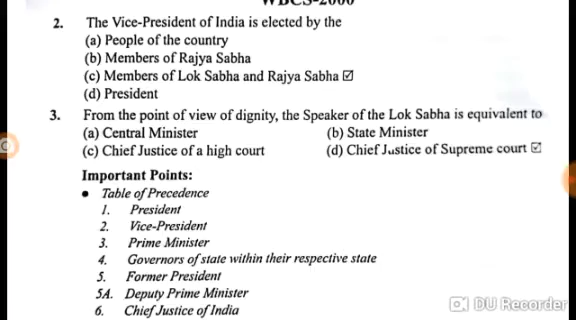 WBCS-2000
2. The Vice-President of India is elected by the
(a) People of the country
(b) Members of Rajya Sabha
(c) Members of Lok Sabha and Rajya Sabha ☑
(d) President
3. From the point of view of dignity, the Speaker of the Lok Sabha is equivalent to
(a) Central Minister (b) State Minister
(c) Chief Justice of a high court (d) Chief Justice of Supreme court ☑
Important Points:
• Table of Precedence
1. President
2. Vice-President
3. Prime Minister
4. Governors of state within their respective state
5. Former President
5A. Deputy Prime Minister
6. Chief Justice of India
DU Recorder